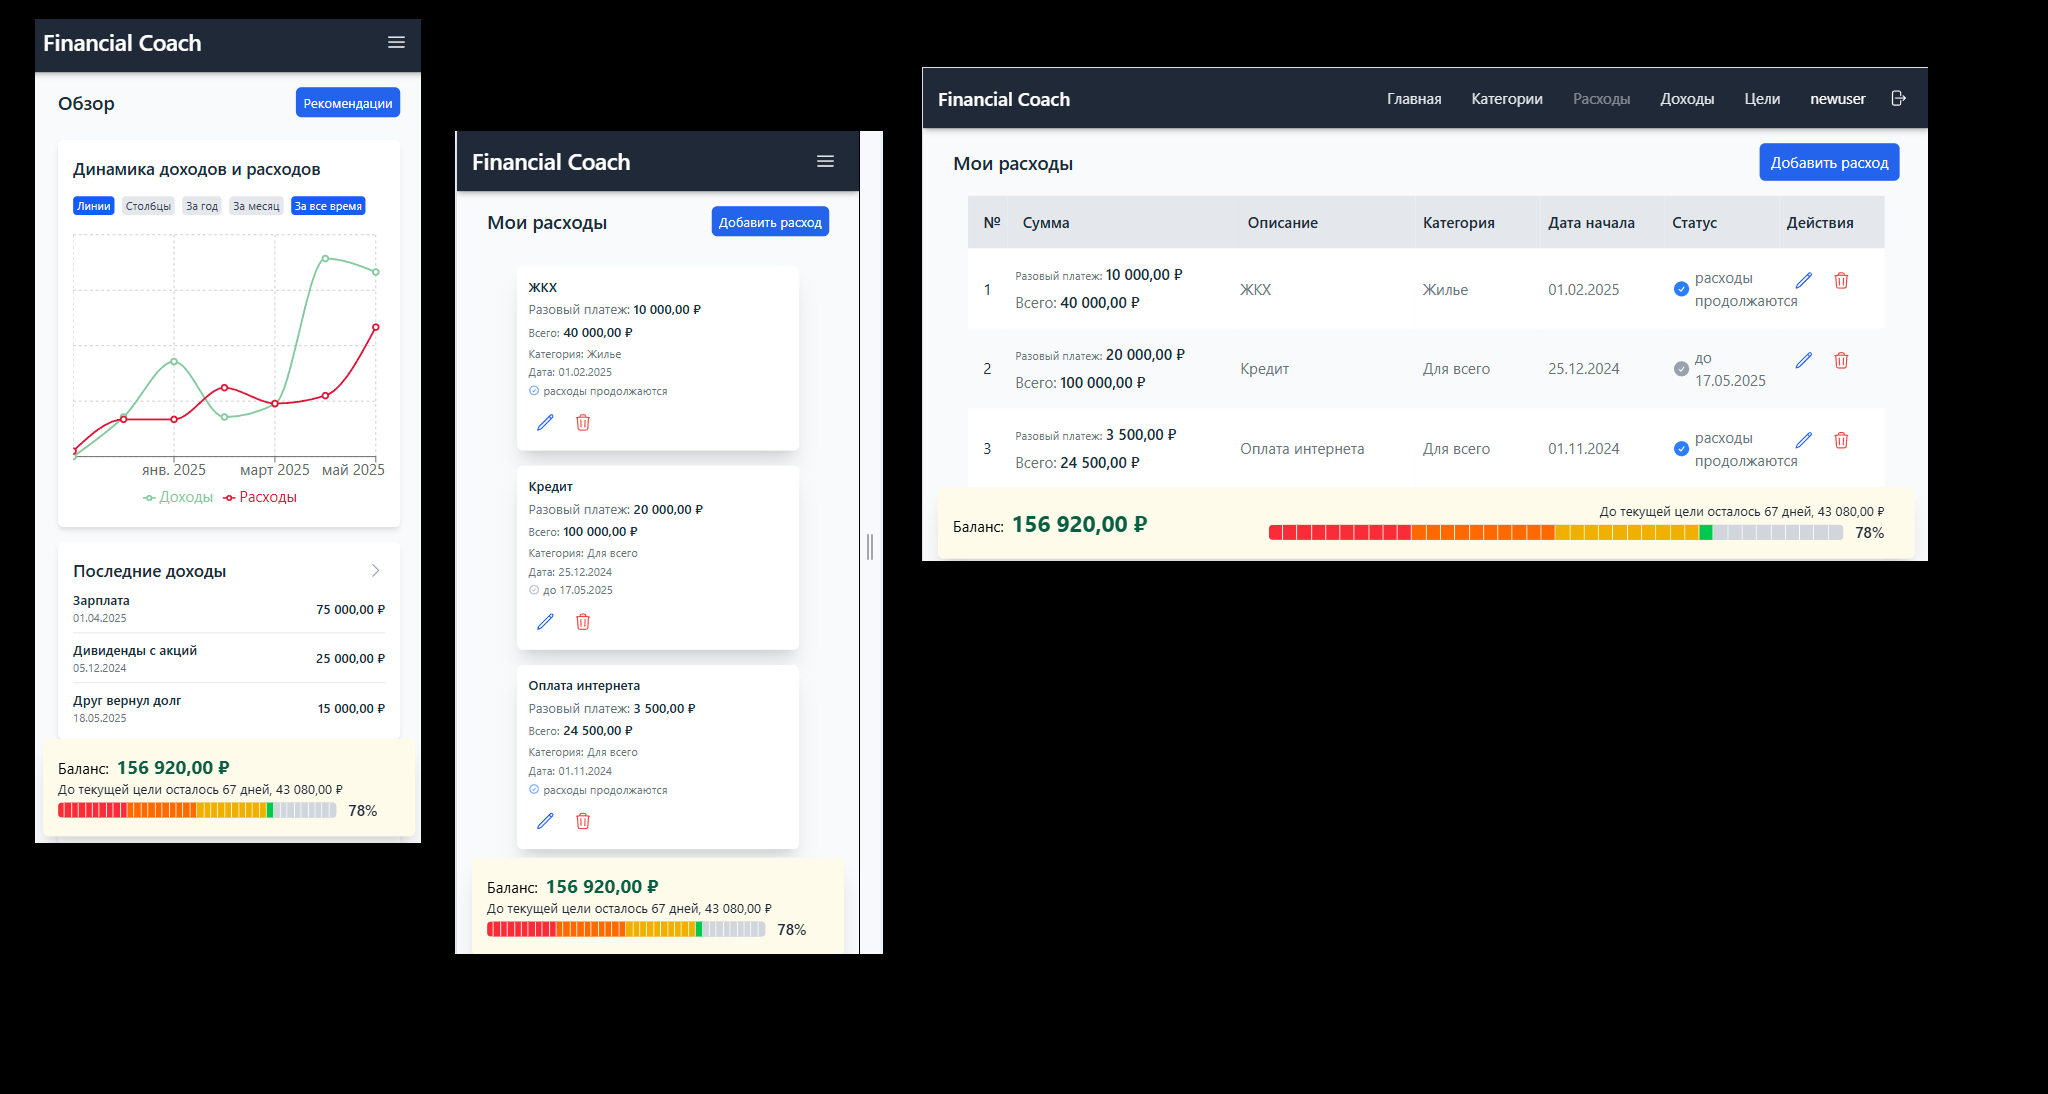 Financial Coach
Обзор
Рекомендации
Динамика доходов и расходов
Линии Столбцы За год За месяц За все время
янв. 2025 март 2025 май 2025
Доходы Расходы
Последние доходы
Зарплата
01.04.2025
75 000,00 ₽
Дивиденды с акций
05.12.2024
25 000,00 ₽
Друг вернул долг
18.05.2025
15 000,00 ₽
Баланс: 156 920,00 ₽
До текущей цели осталось 67 дней, 43 080,00 ₽
78%
Financial Coach
Мои расходы
Добавить расход
ЖКХ
Разовый платеж: 10 000,00 ₽
Всего: 40 000,00 ₽
Категория: Жилье
Дата: 01.02.2025
расходы продолжаются
Кредит
Разовый платеж: 20 000,00 ₽
Всего: 100 000,00 ₽
Категория: Для всего
Дата: 25.12.2024
до 17.05.2025
Оплата интернета
Разовый платеж: 3 500,00 ₽
Всего: 24 500,00 ₽
Категория: Для всего
Дата: 01.11.2024
расходы продолжаются
Баланс: 156 920,00 ₽
До текущей цели осталось 67 дней, 43 080,00 ₽
78%
Financial Coach
Главная Категории Расходы Доходы Цели newuser
Мои расходы
Добавить расход
№ Сумма Описание Категория Дата начала Статус Действия
1
Разовый платеж: 10 000,00 ₽
Всего: 40 000,00 ₽
ЖКХ
Жилье
01.02.2025
расходы
продолжаются
2
Разовый платеж: 20 000,00 ₽
Всего: 100 000,00 ₽
Кредит
Для всего
25.12.2024
до
17.05.2025
3
Разовый платеж: 3 500,00 ₽
Всего: 24 500,00 ₽
Оплата интернета
Для всего
01.11.2024
расходы
продолжаются
Баланс: 156 920,00 ₽
До текущей цели осталось 67 дней, 43 080,00 ₽
78%